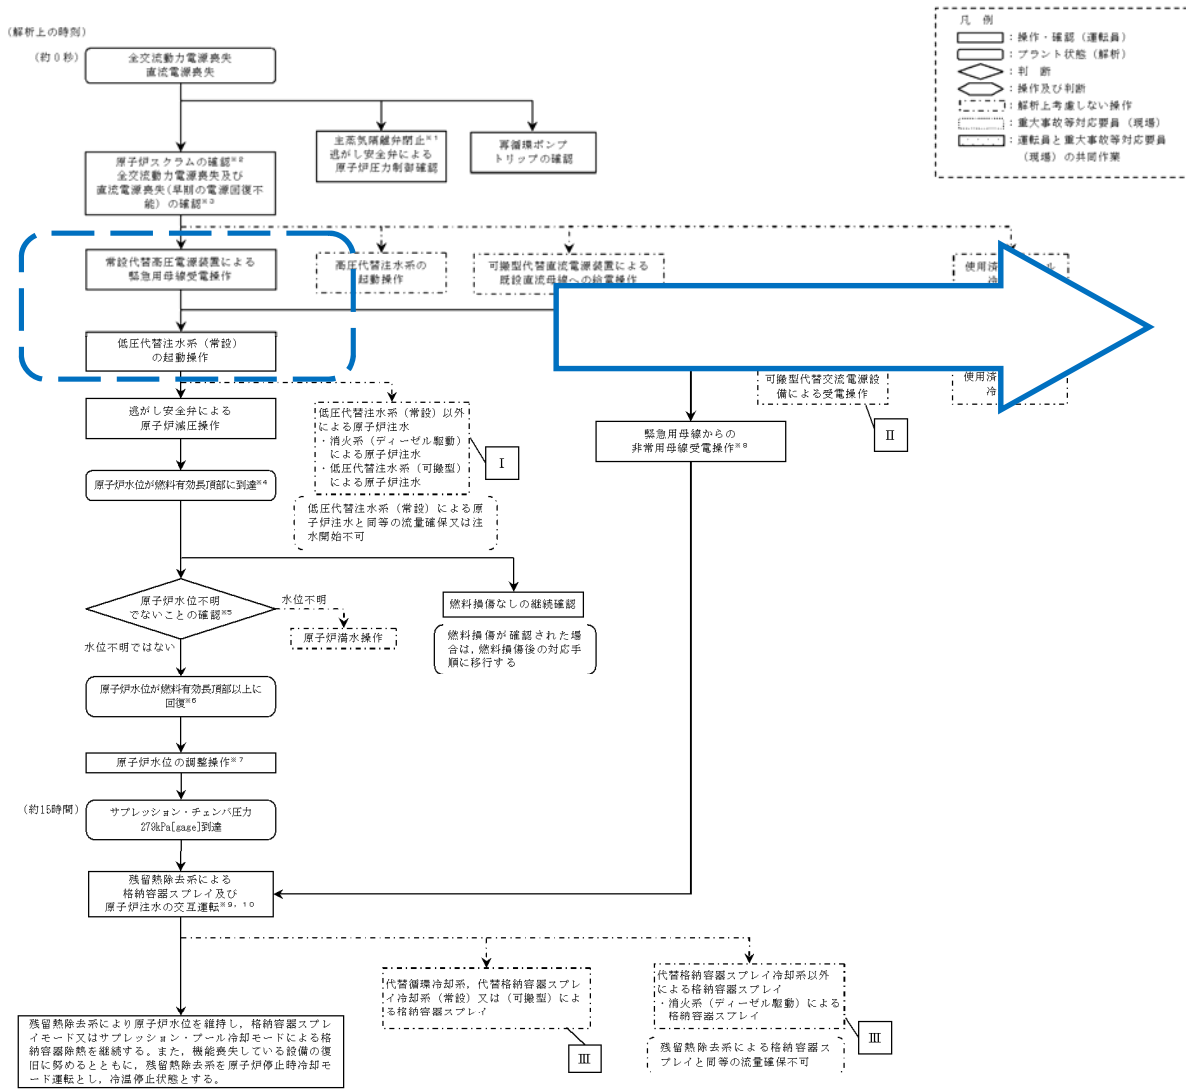 (解析上の時刻)
(約０秒)
全交流動力電源喪失
直流電源喪失
凡　例
：操作・確認（運転員）
：プラント状態（解析）
：判　断
：操作及び判断
：解析上考慮しない操作
：重大事故等対応要員（現場）
：運転員と重大事故等対応要員
（現場）の共同作業
主蒸気隔離弁閉止※１
逃がし安全弁による
原子炉圧力制御確認
再循環ポンプ
トリップの確認
原子炉スクラムの確認※２
全交流動力電源喪失及び
直流電源喪失(早期の電源回復不
能）の確認※３
常設代替高圧電源装置による
緊急用母線受電操作
高圧代替注水系の
起動操作
可搬型代替直流電源装置による
既設直流母線への給電操作
使用済
冷
低圧代替注水系（常設）
の起動操作
可搬型代替交流電源設
備による受電操作
使用済
冷
Ⅱ
逃がし安全弁による
原子炉減圧操作
低圧代替注水系（常設）以外
による原子炉注水
・消火系（ディーゼル駆動）
による原子炉注水
・低圧代替注水系（可搬型）
による原子炉注水
Ⅰ
緊急用母線からの
非常用母線受電操作※８
原子炉水位が燃料有効長頂部に到達※４
低圧代替注水系（常設）による原
子炉注水と同等の流量確保又は注
水開始不可
原子炉水位不明
でないことの確認※５
水位不明
原子炉満水操作
水位不明ではない
燃料損傷なしの継続確認
燃料損傷が確認された場
合は，燃料損傷後の対応手
順に移行する
原子炉水位が燃料有効長頂部以上に
回復※６
原子炉水位の調整操作※７
(約15時間)
サプレッション・チェンバ圧力
279kPa[gage]到達
残留熱除去系による
格納容器スプレイ及び
原子炉注水の交互運転※９，１０
代替循環冷却系，代替格納容器スプレ
イ冷却系（常設）又は（可搬型）によ
る格納容器スプレイ
Ⅲ
代替格納容器スプレイ冷却系以外
による格納容器スプレイ
・消火系（ディーゼル駆動）による
格納容器スプレイ
Ⅲ
残留熱除去系による格納容器ス
プレイと同等の流量確保不可
残留熱除去系により原子炉水位を維持し，格納容器スプレ
イモード又はサプレッション・プール冷却モードによる格
納容器除熱を継続する。また，機能喪失している設備の復
旧に努めるとともに，残留熱除去系を原子炉停止時冷却モ
ード運転とし，冷温停止状態とする。